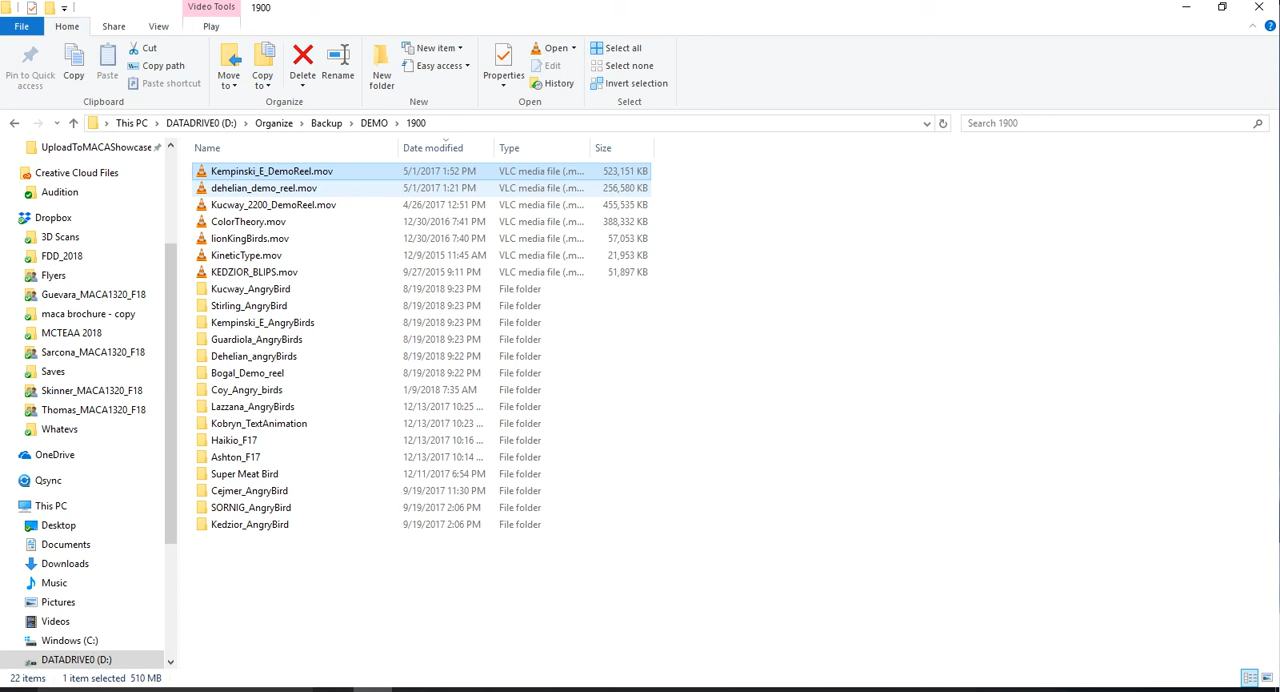 Video Tools 1900
File Home Share View Play
Pin to Quick access
Copy
Paste
Cut
Copy path
Paste shortcut
Clipboard
Move to
Copy to
Delete
Rename
Organize
New folder
New item
Easy access
New
Properties
Open
Edit
History
Open
Select all
Select none
Invert selection
Select
This PC > DATADRIVE0 (D:) > Organize > Backup > DEMO > 1900
Search 1900
UploadToMACAShowcase
Creative Cloud Files
Audition
Dropbox
3D Scans
FDD_2018
Flyers
Guevara_MACA1320_F18
maca brochure - copy
MCTEAA 2018
Sarcona_MACA1320_F18
Saves
Skinner_MACA1320_F18
Thomas_MACA1320_F18
Whatevs
OneDrive
Qsync
This PC
Desktop
Documents
Downloads
Music
Pictures
Videos
Windows (C:)
DATADRIVE0 (D:)
Name Date modified Type Size
Kempinski_E_DemoReel.mov 5/1/2017 1:52 PM VLC media file (.m... 523,151 KB
dehelian_demo_reel.mov 5/1/2017 1:21 PM VLC media file (.m... 256,580 KB
Kucway_2200_DemoReel.mov 4/26/2017 12:51 PM VLC media file (.m... 455,535 KB
ColorTheory.mov 12/30/2016 7:41 PM VLC media file (.m... 388,332 KB
lionKingBirds.mov 12/30/2016 7:40 PM VLC media file (.m... 57,053 KB
KineticType.mov 12/9/2015 11:45 AM VLC media file (.m... 21,953 KB
KEDZIOR_BLIPS.mov 9/27/2015 9:11 PM VLC media file (.m... 51,897 KB
Kucway_AngryBird 8/19/2018 9:23 PM File folder
Stirling_AngryBird 8/19/2018 9:23 PM File folder
Kempinski_E_AngryBirds 8/19/2018 9:23 PM File folder
Guardiola_AngryBirds 8/19/2018 9:23 PM File folder
Dehelian_angryBirds 8/19/2018 9:22 PM File folder
Bogal_Demo_reel 8/19/2018 9:22 PM File folder
Coy_Angry_birds 1/9/2018 7:35 AM File folder
Lazzana_AngryBirds 12/13/2017 10:25 ... File folder
Kobryn_TextAnimation 12/13/2017 10:23 ... File folder
Haikio_F17 12/13/2017 10:16 ... File folder
Ashton_F17 12/13/2017 10:14 ... File folder
Super Meat Bird 12/11/2017 6:54 PM File folder
Cejmer_AngryBird 9/19/2017 11:30 PM File folder
SORNIG_AngryBird 9/19/2017 2:06 PM File folder
Kedzior_AngryBird 9/19/2017 2:06 PM File folder
22 items 1 item selected 510 MB